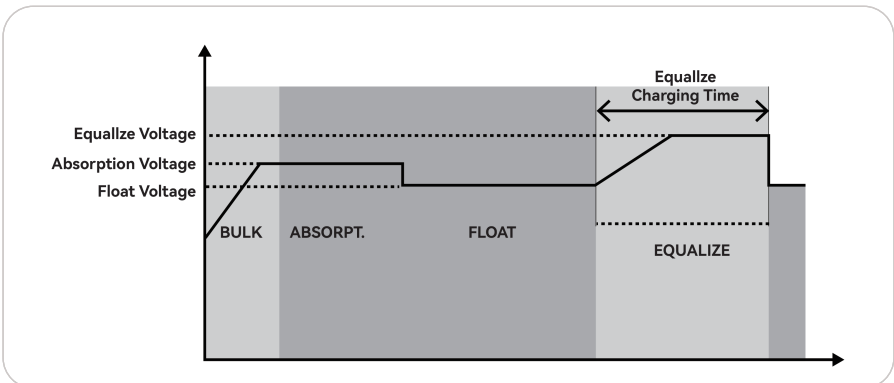 Equallze
Charging Time
Equallze Voltage
Absorption Voltage
Float Voltage
BULK
ABSORPT.
FLOAT
EQUALIZE